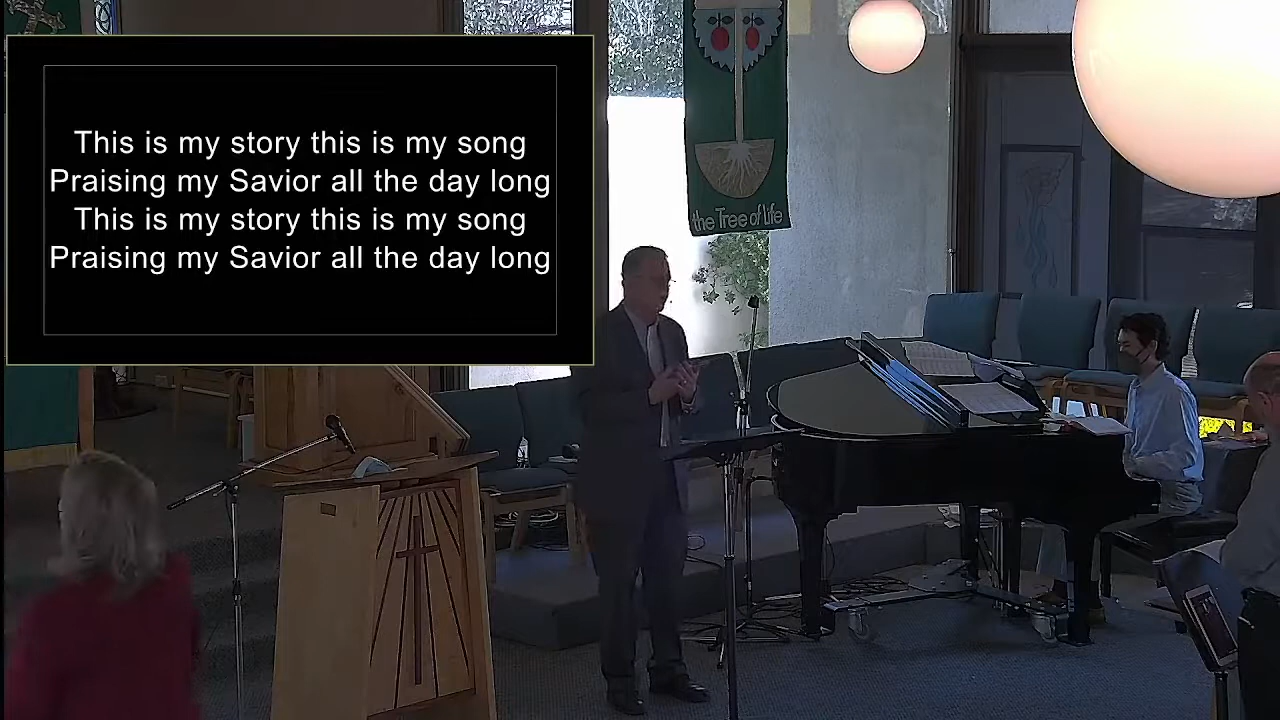 This is my story this is my song
Praising my Savior all the day long
This is my story this is my song
Praising my Savior all the day long
the Tree of Life